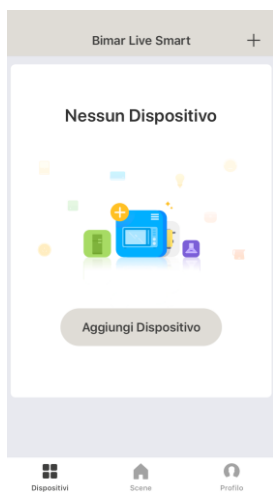 Bimar Live Smart
Nessun Dispositivo
Aggiungi Dispositivo
Dispositivi
Scene
Profilo